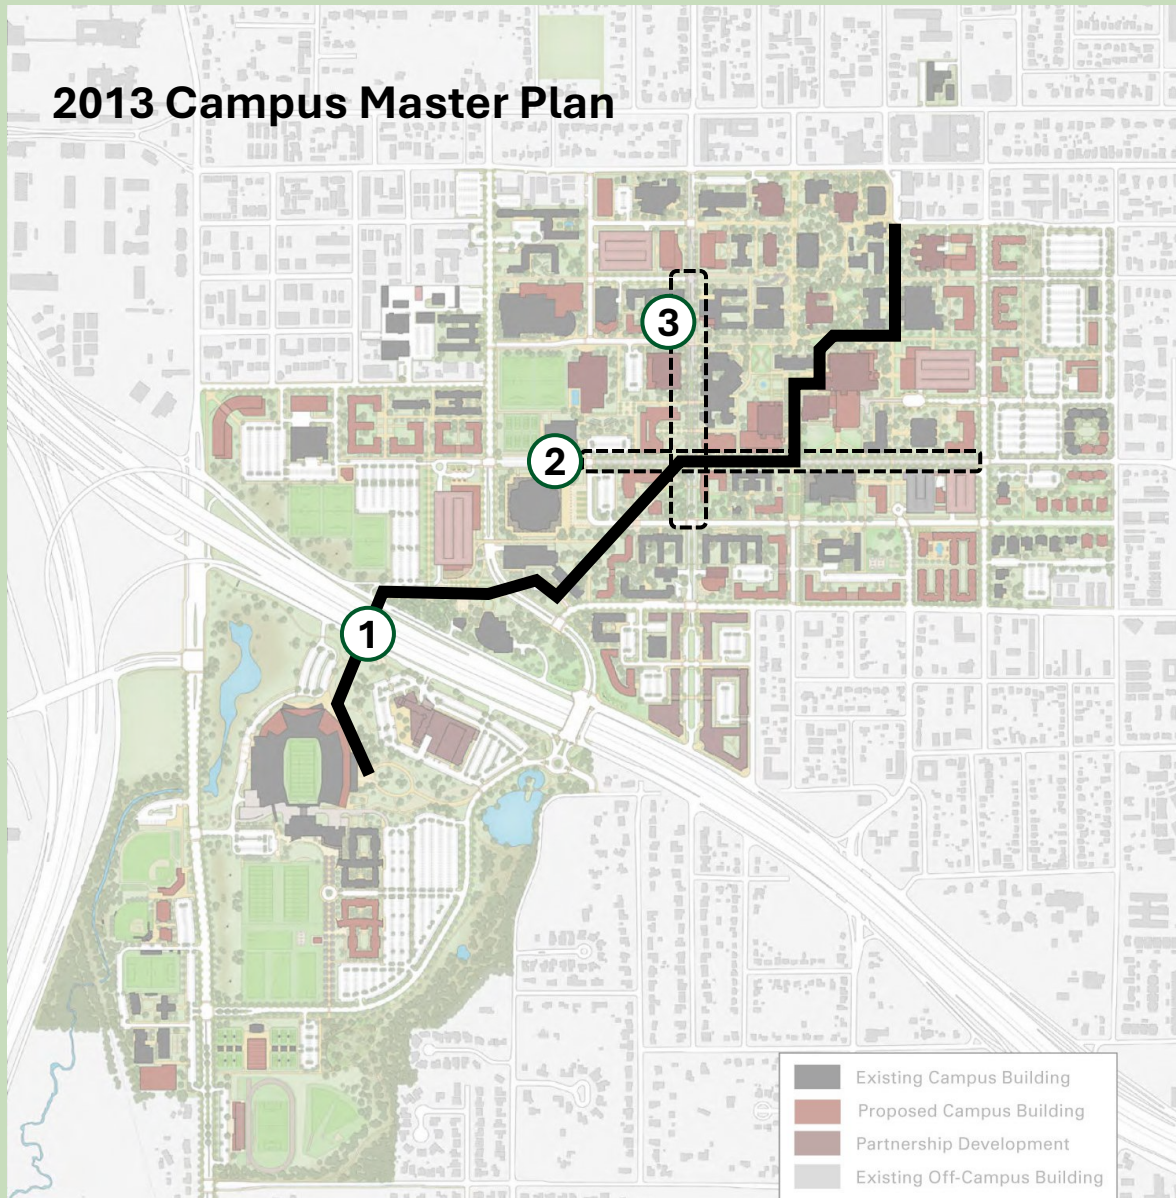 2013 Campus Master Plan
3
2
1
Existing Campus Building
Proposed Campus Building
Partnership Development
Existing Off-Campus Building